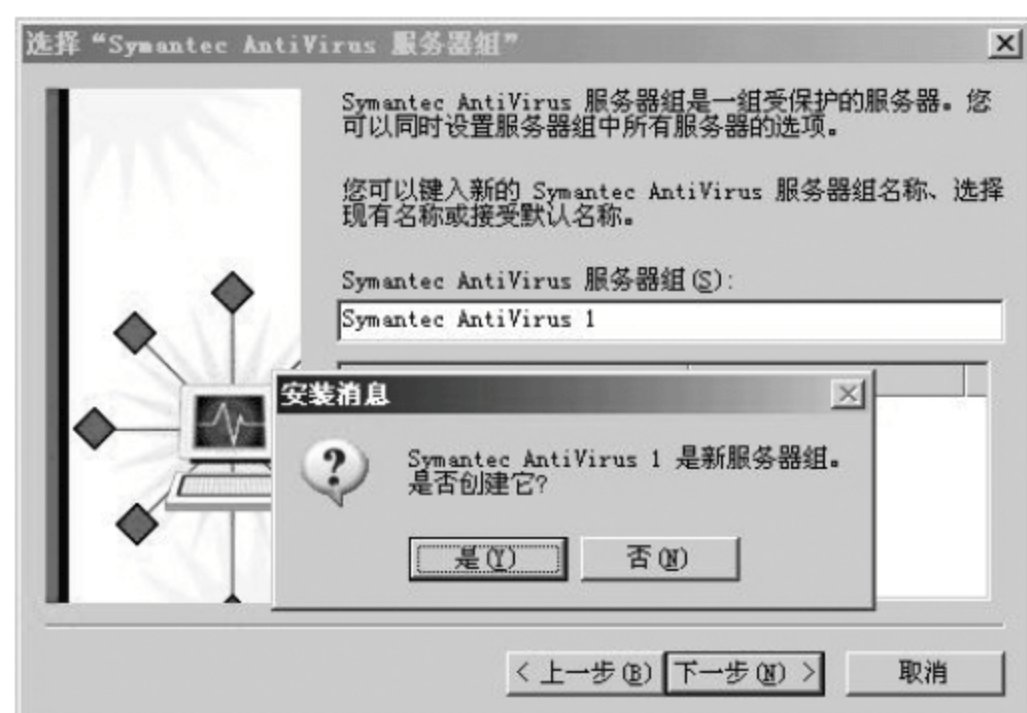 选择“Symantec AntiVirus 服务器组”
Symantec AntiVirus 服务器组是一组受保护的服务器。您
可以同时设置服务器组中所有服务器的选项。
您可以键入新的 Symantec AntiVirus 服务器组名称、选择
现有名称或接受默认名称。
Symantec AntiVirus 服务器组(S):
Symantec AntiVirus 1
安装消息
Symantec AntiVirus 1 是新服务器组。
是否创建它?
是(Y) 否(N)
< 上一步(B) 下一步(N) > 取消